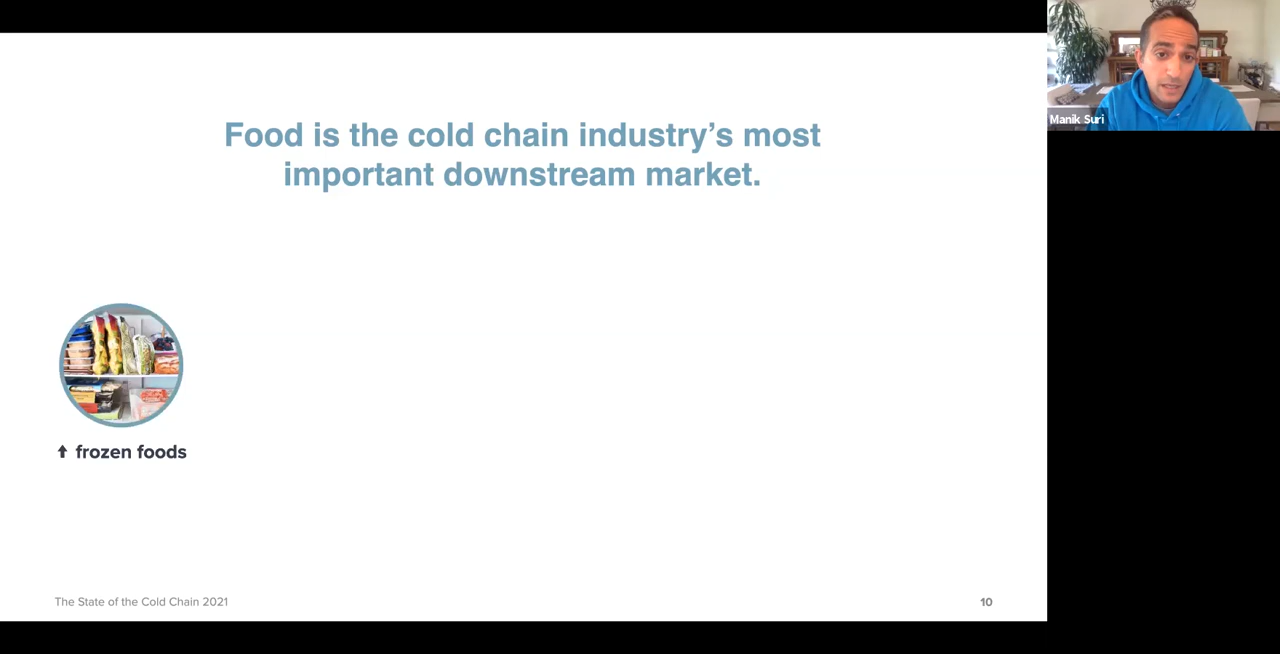 Food is the cold chain industry’s most
important downstream market.
Manik Suri
⬆ frozen foods
The State of the Cold Chain 2021
10